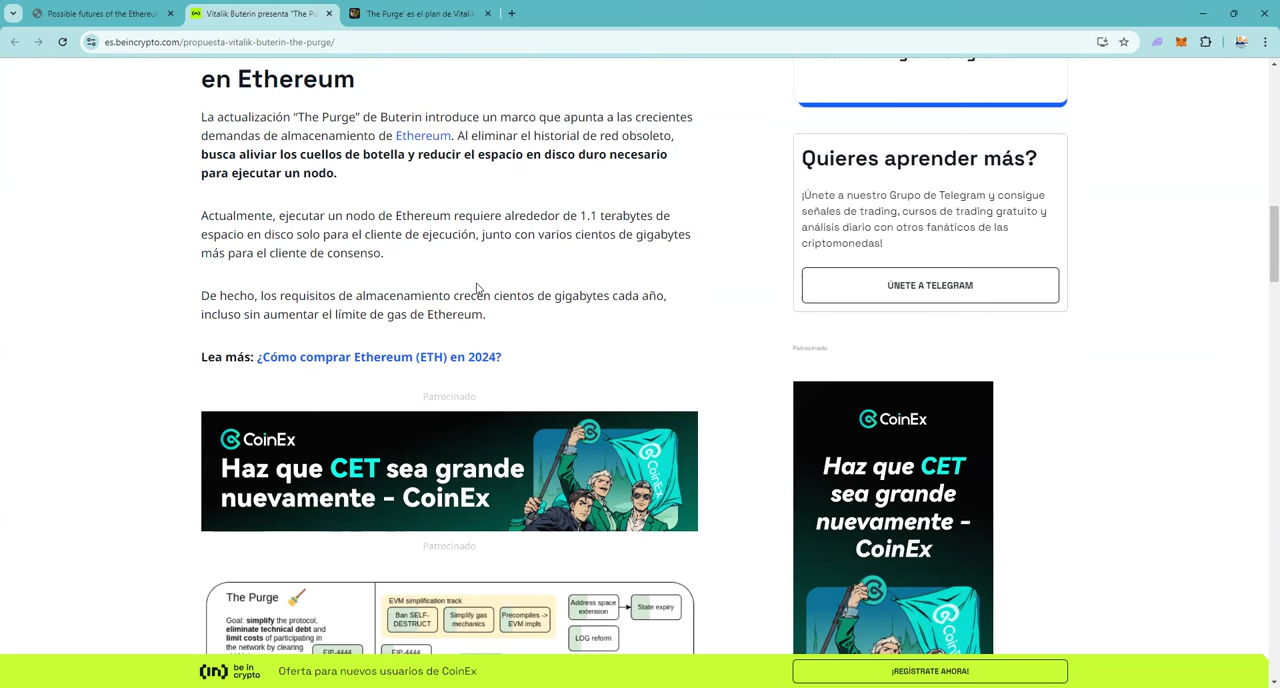 Possible futures of the Ethereum
Vitalik Buterin presenta "The Pu
'The Purge' es el plan de Vitalik
es.beincrypto.com/propuesta-vitalik-buterin-the-purge/
en Ethereum
La actualización “The Purge” de Buterin introduce un marco que apunta a las crecientes
demandas de almacenamiento de Ethereum. Al eliminar el historial de red obsoleto,
busca aliviar los cuellos de botella y reducir el espacio en disco duro necesario
para ejecutar un nodo.
Actualmente, ejecutar un nodo de Ethereum requiere alrededor de 1.1 terabytes de
espacio en disco solo para el cliente de ejecución, junto con varios cientos de gigabytes
más para el cliente de consenso.
De hecho, los requisitos de almacenamiento crecen cientos de gigabytes cada año,
incluso sin aumentar el límite de gas de Ethereum.
Lea más: ¿Cómo comprar Ethereum (ETH) en 2024?
Patrocinado
CoinEx
Haz que CET sea grande
nuevamente - CoinEx
CoinEx
Patrocinado
The Purge
Goal: simplify the protocol,
eliminate technical debt and
limit costs of participating in
the network by clearing
EVM simplification track
Ban SELF-
DESTRUCT
Simplify gas
mechanics
Precompiles ->
EVM impls
Address space
extension
State expiry
LOG reform
EIP-4444
Quieres aprender más?
¡Únete a nuestro Grupo de Telegram y consigue
señales de trading, cursos de trading gratuito y
análisis diario con otros fanáticos de las
criptomonedas!
ÚNETE A TELEGRAM
Patrocinado
CoinEx
Haz que CET
sea grande
nuevamente -
CoinEx
be in
crypto
Oferta para nuevos usuarios de CoinEx
¡REGÍSTRATE AHORA!